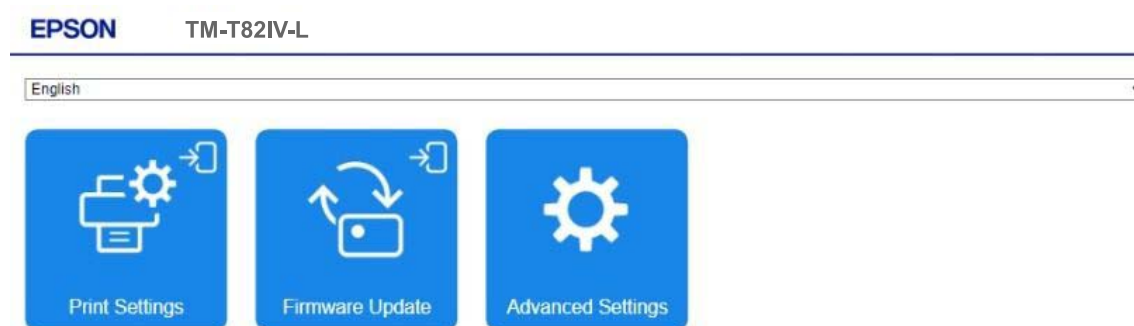 EPSON TM-T82IV-L
English
Print Settings Firmware Update Advanced Settings